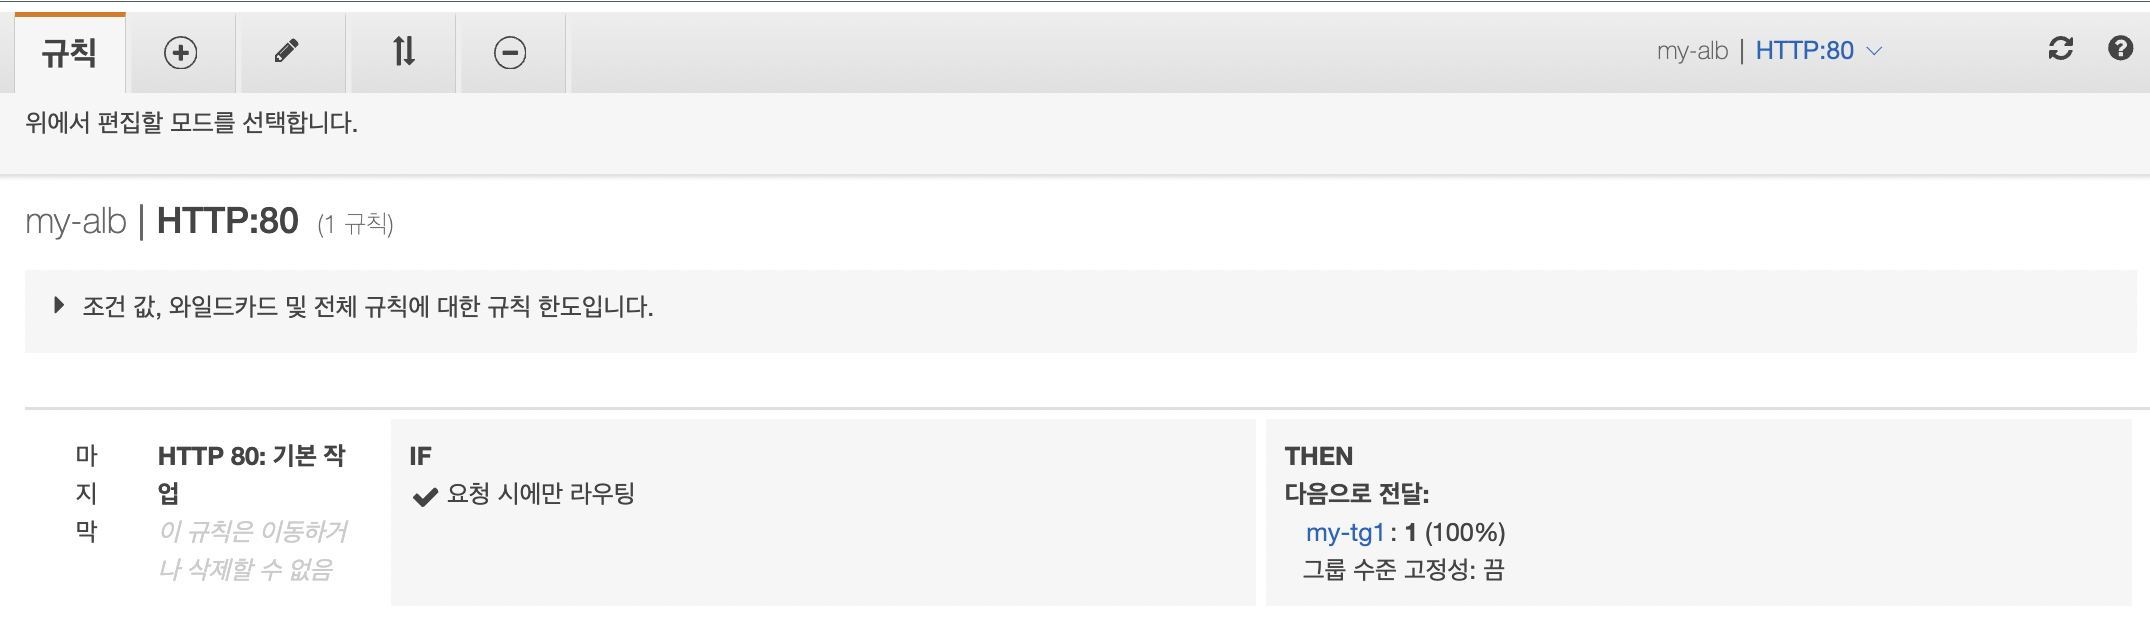 규칙
my-alb | HTTP:80
위에서 편집할 모드를 선택합니다.
my-alb | HTTP:80 (1 규칙)
조건 값, 와일드카드 및 전체 규칙에 대한 규칙 한도입니다.
마
지
막
HTTP 80: 기본 작
업
이 규칙은 이동하거
나 삭제할 수 없음
IF
요청 시에만 라우팅
THEN
다음으로 전달:
my-tg1 : 1 (100%)
그룹 수준 고정성: 끔